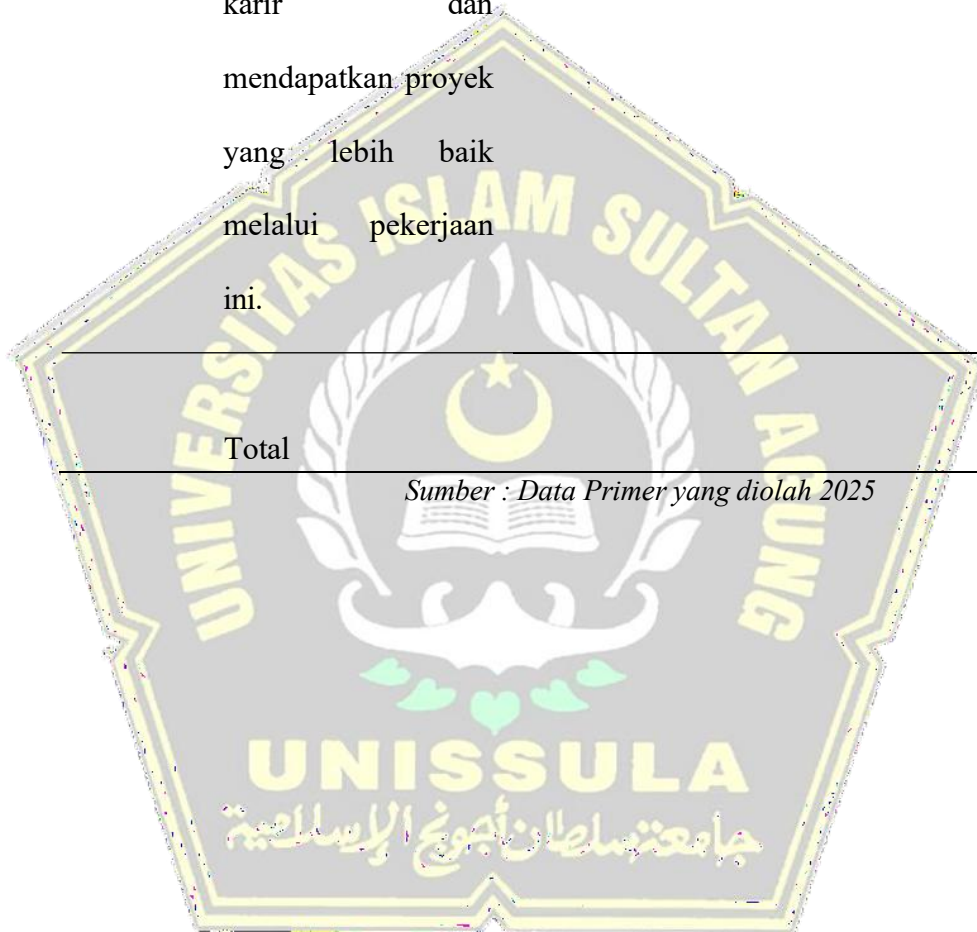 karir dan
mendapatkan proyek
yang lebih baik
melalui pekerjaan
ini.
Total
Sumber : Data Primer yang diolah 2025
UNIVERSITAS ISLAM SULTAN AGUNG
UNISSULA
جامعة سلطان أجونج الإسلامية